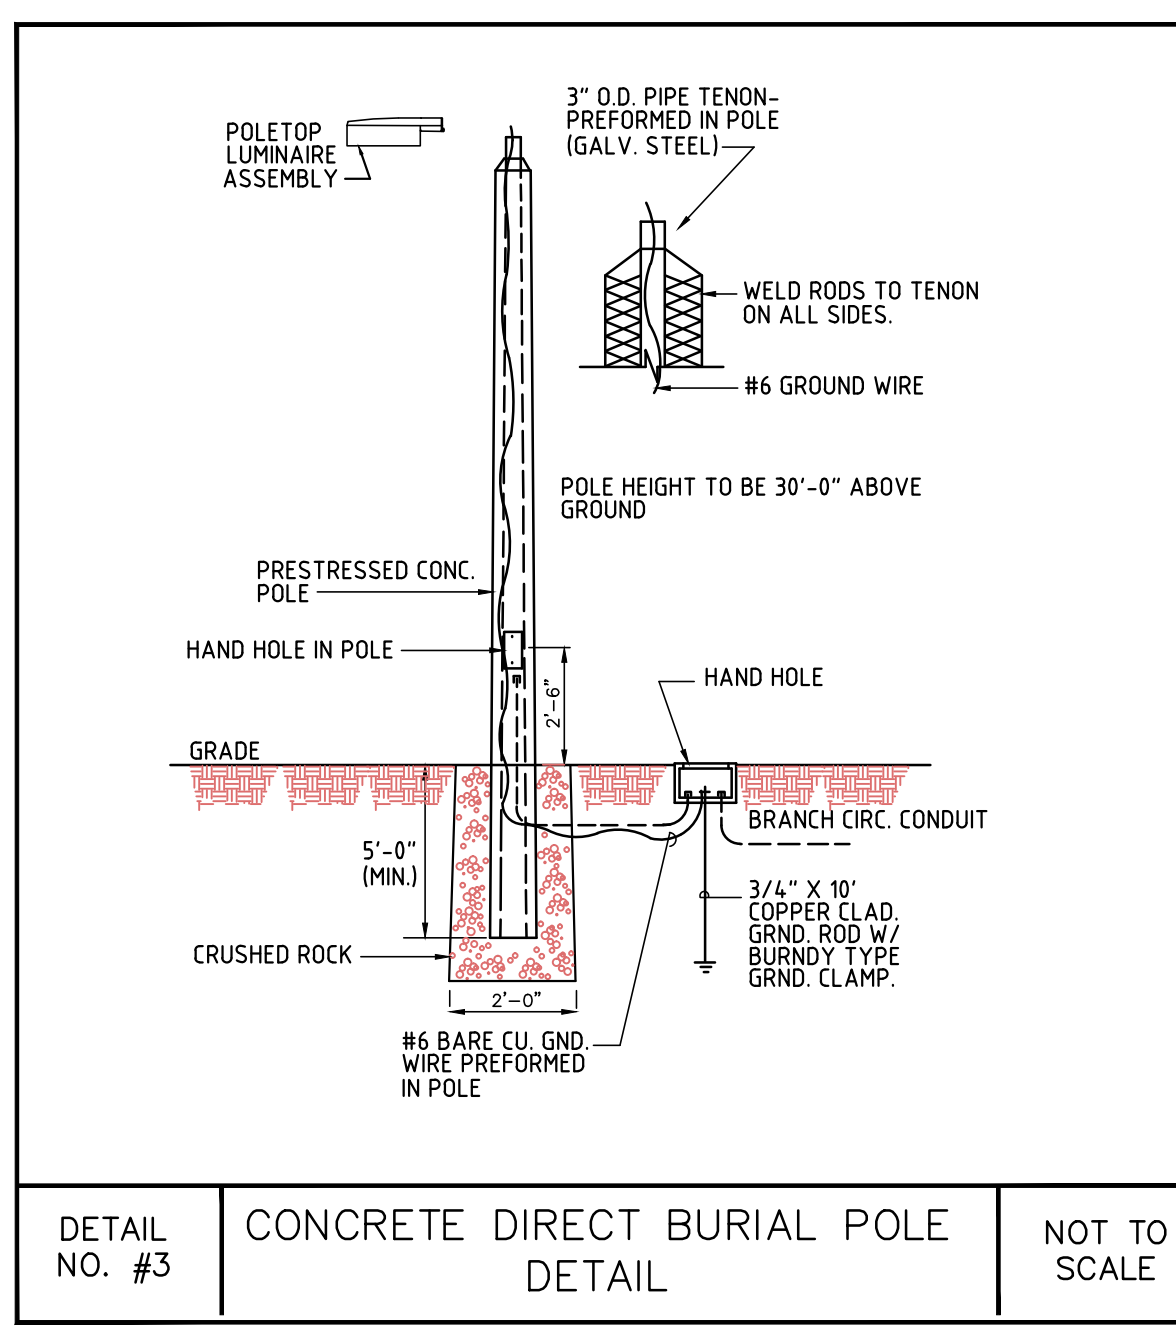 POLETOP
LUMINAIRE
ASSEMBLY
3" O.D. PIPE TENON-
PREFORMED IN POLE
(GALV. STEEL)
WELD RODS TO TENON
ON ALL SIDES.
#6 GROUND WIRE
POLE HEIGHT TO BE 30'-0" ABOVE
GROUND
PRESTRESSED CONC.
POLE
HAND HOLE IN POLE
2'-6"
HAND HOLE
GRADE
BRANCH CIRC. CONDUIT
5'-0"
(MIN.)
3/4" X 10'
COPPER CLAD.
GRND. ROD W/
BURNDY TYPE
GRND. CLAMP.
CRUSHED ROCK
2'-0"
#6 BARE CU. GND.
WIRE PREFORMED
IN POLE
DETAIL
NO. #3
CONCRETE DIRECT BURIAL POLE
DETAIL
NOT TO
SCALE